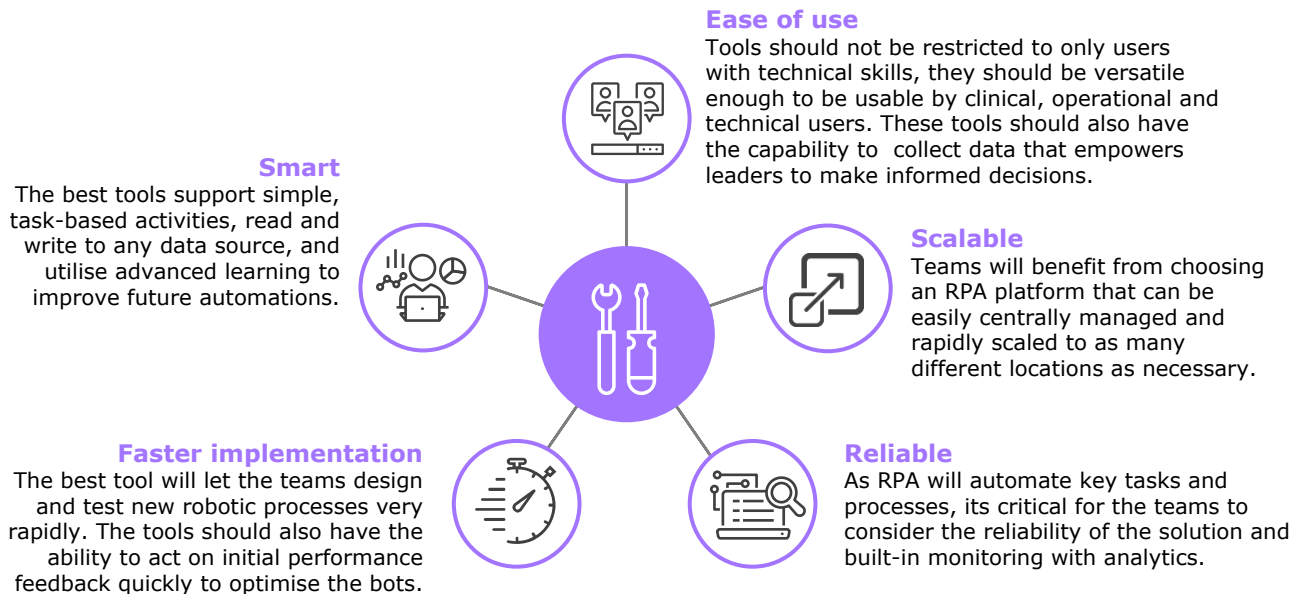 Ease of use
Tools should not be restricted to only users
with technical skills, they should be versatile
enough to be usable by clinical, operational and
technical users. These tools should also have
the capability to  collect data that empowers
leaders to make informed decisions.
Smart
The best tools support simple,
task-based activities, read and
write to any data source, and
utilise advanced learning to
improve future automations.
Scalable
Teams will benefit from choosing
an RPA platform that can be
easily centrally managed and
rapidly scaled to as many
different locations as necessary.
Faster implementation
The best tool will let the teams design
and test new robotic processes very
rapidly. The tools should also have the
ability to act on initial performance
feedback quickly to optimise the bots.
Reliable
As RPA will automate key tasks and
processes, its critical for the teams to
consider the reliability of the solution and
built-in monitoring with analytics.